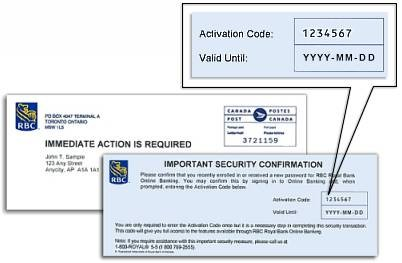 Activation Code: 1234567
Valid Until: YYYY-MM-DD
RBC
PO BOX 4047 TERMINAL A
TORONTO ONTARIO
M5W 1L5
CANADA POSTES
POST CANADA
3721159
IMMEDIATE ACTION IS REQUIRED
John T. Sample
123 Any Street
Anycity, AP A5A 1A1
RBC
IMPORTANT SECURITY CONFIRMATION
Please confirm that you recently enrolled in or received a new password for RBC Royal Bank
Online Banking. You may confirm this by signing in to Online Banking and, when
prompted, entering the Activation Code below.
Activation Code: 1234567
Valid Until: YYYY-MM-DD
You are only required to enter the Activation Code once but it is a necessary step in completing this security transaction.
This code will give you full access to the features available through RBC Royal Bank Online Banking.
Note: If you require assistance with this important security measure, please call us at
1-800-ROYAL® 5-5 (1 800 769-2555).